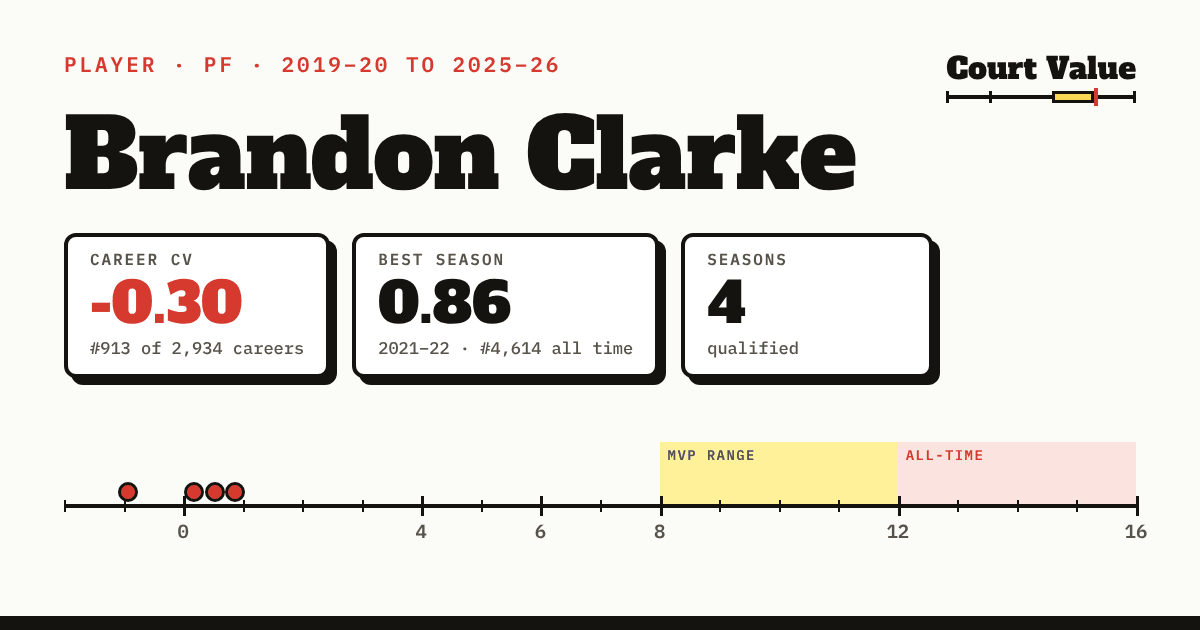 PLAYER · PF · 2019–20 TO 2025–26
Court Value
Brandon Clarke
CAREER CV
-0.30
#913 of 2,934 careers
BEST SEASON
0.86
2021–22 · #4,614 all time
SEASONS
4
qualified
MVP RANGE
ALL-TIME
0 4 6 8 12 16